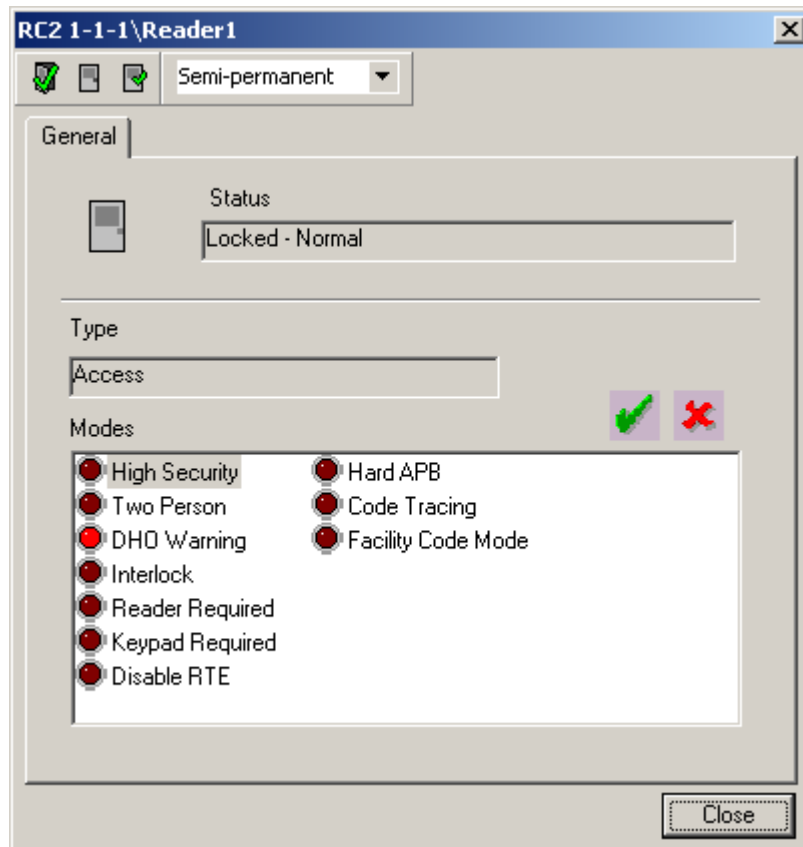 RC2 1-1-1\Reader1
Semi-permanent
General
Status
Locked - Normal
Type
Access
Modes
High Security
Two Person
DHO Warning
Interlock
Reader Required
Keypad Required
Disable RTE
Hard APB
Code Tracing
Facility Code Mode
Close